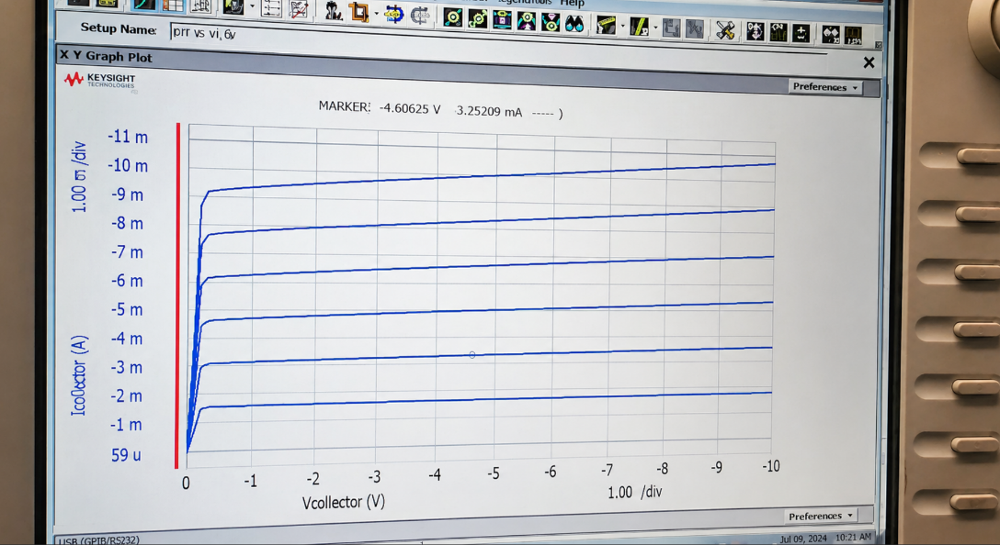 Help
Setup Name: prr vs vi, 6v
X Y Graph Plot
KEYSIGHT
TECHNOLOGIES
Preferences
MARKER: -4.60625 V -3.25209 mA ----- )
1.00 /div
-11 m
-10 m
-9 m
-8 m
-7 m
-6 m
-5 m
-4 m
-3 m
-2 m
-1 m
59 u
(A)
0 -1 -2 -3 -4 -5 -6 -7 -8 -9 -10
Vcollector (V) 1.00 /div
Preferences
USB (GPIB/RS232) Jul 09, 2024 10:21 AM